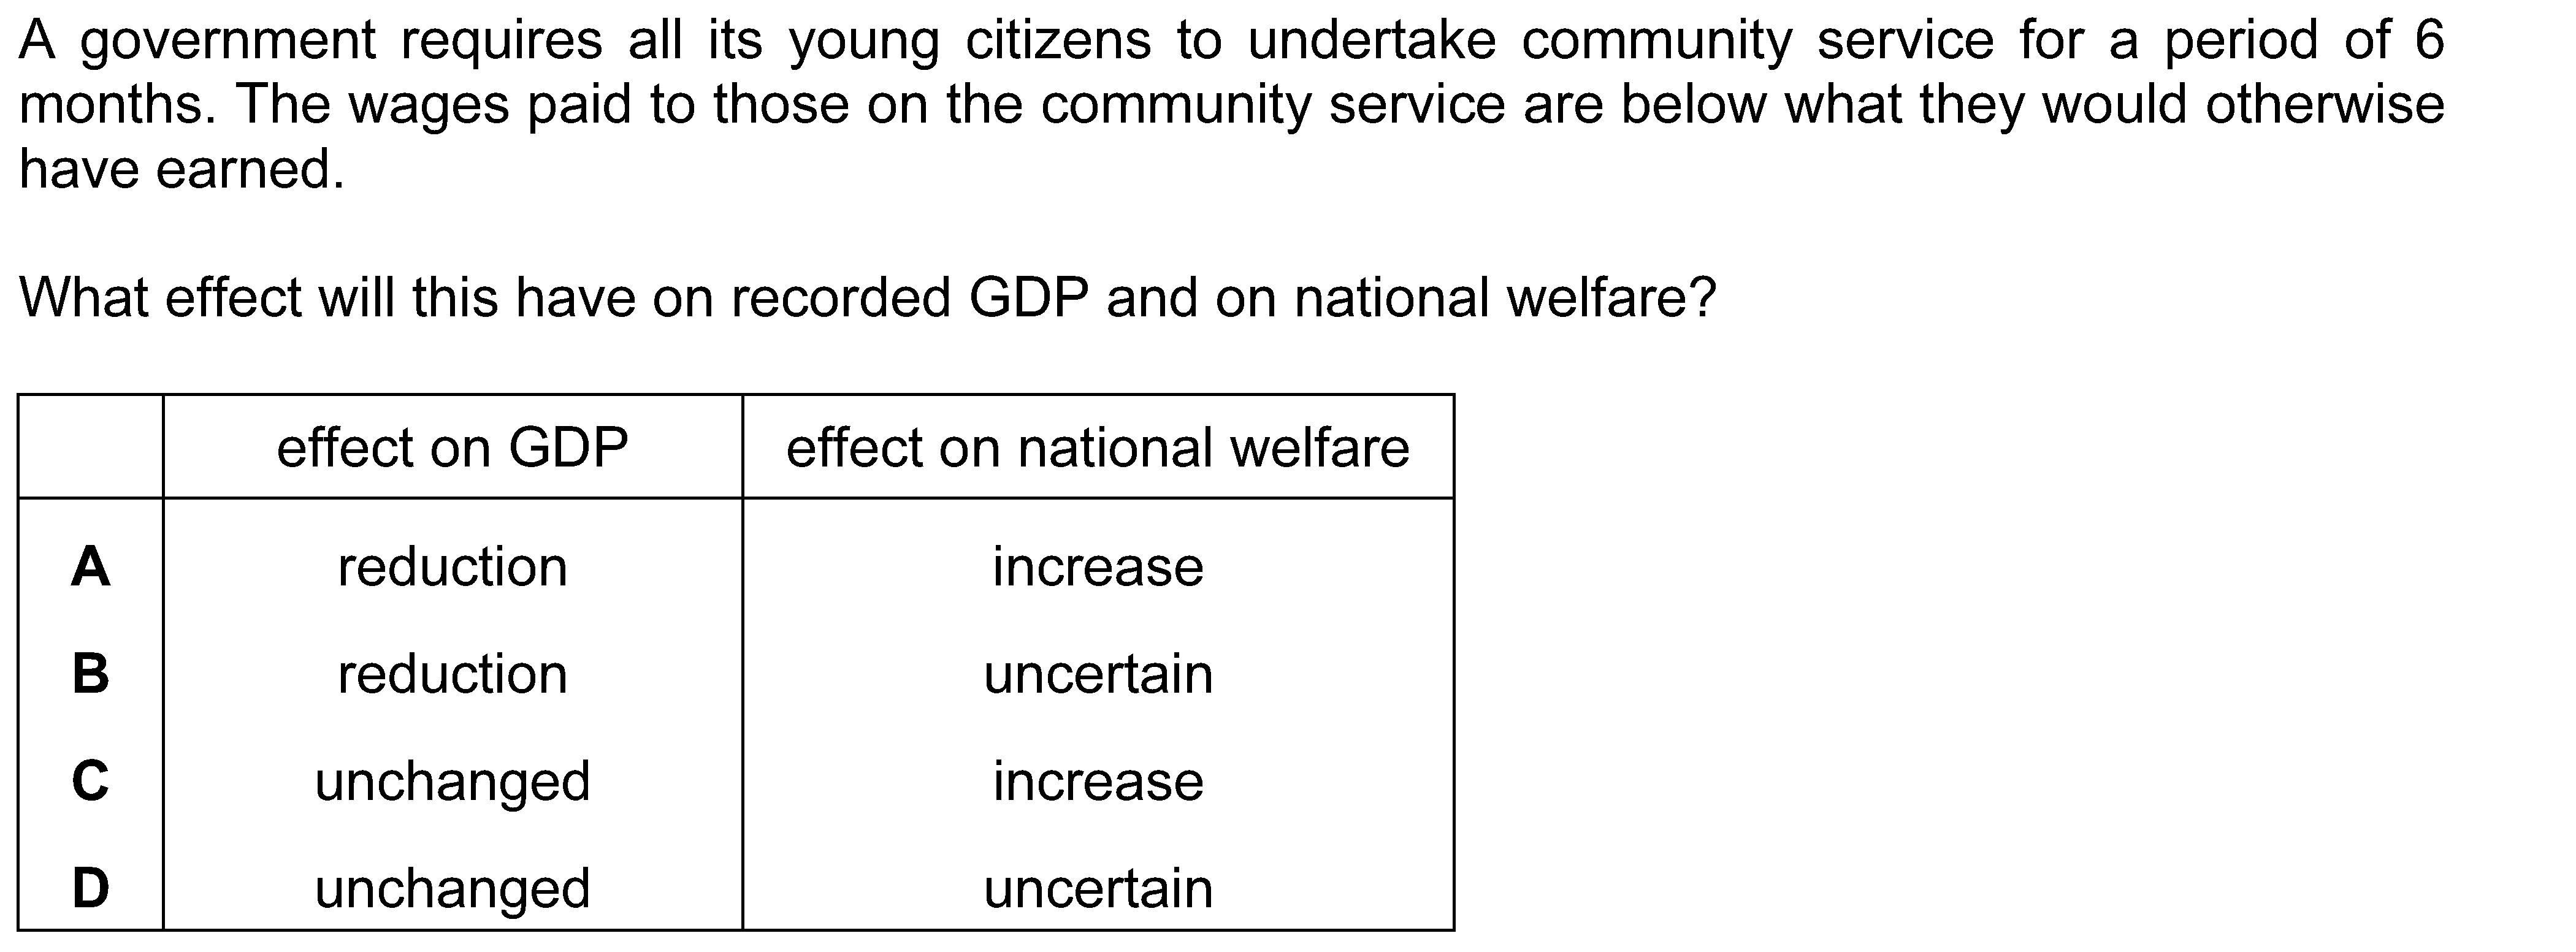 A government requires all its young citizens to undertake community service for a period of 6
months. The wages paid to those on the community service are below what they would otherwise
have earned.
What effect will this have on recorded GDP and on national welfare?
effect on GDP effect on national welfare
A reduction increase
B reduction uncertain
C unchanged increase
D unchanged uncertain